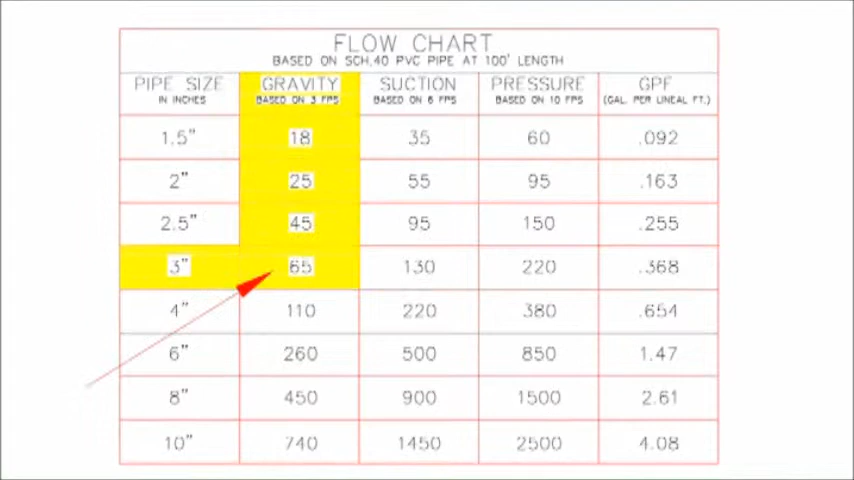 FLOW CHART
BASED ON SCH.40 PVC PIPE AT 100' LENGTH
PIPE SIZE GRAVITY SUCTION PRESSURE GPF
IN INCHES BASED ON 3 FPS BASED ON 6 FPS BASED ON 10 FPS (GAL. PER LINEAL FT.)
1.5" 18 35 60 .092
2" 25 55 95 .163
2.5" 45 95 150 .255
3" 65 130 220 .368
4" 110 220 380 .654
6" 260 500 850 1.47
8" 450 900 1500 2.61
10" 740 1450 2500 4.08